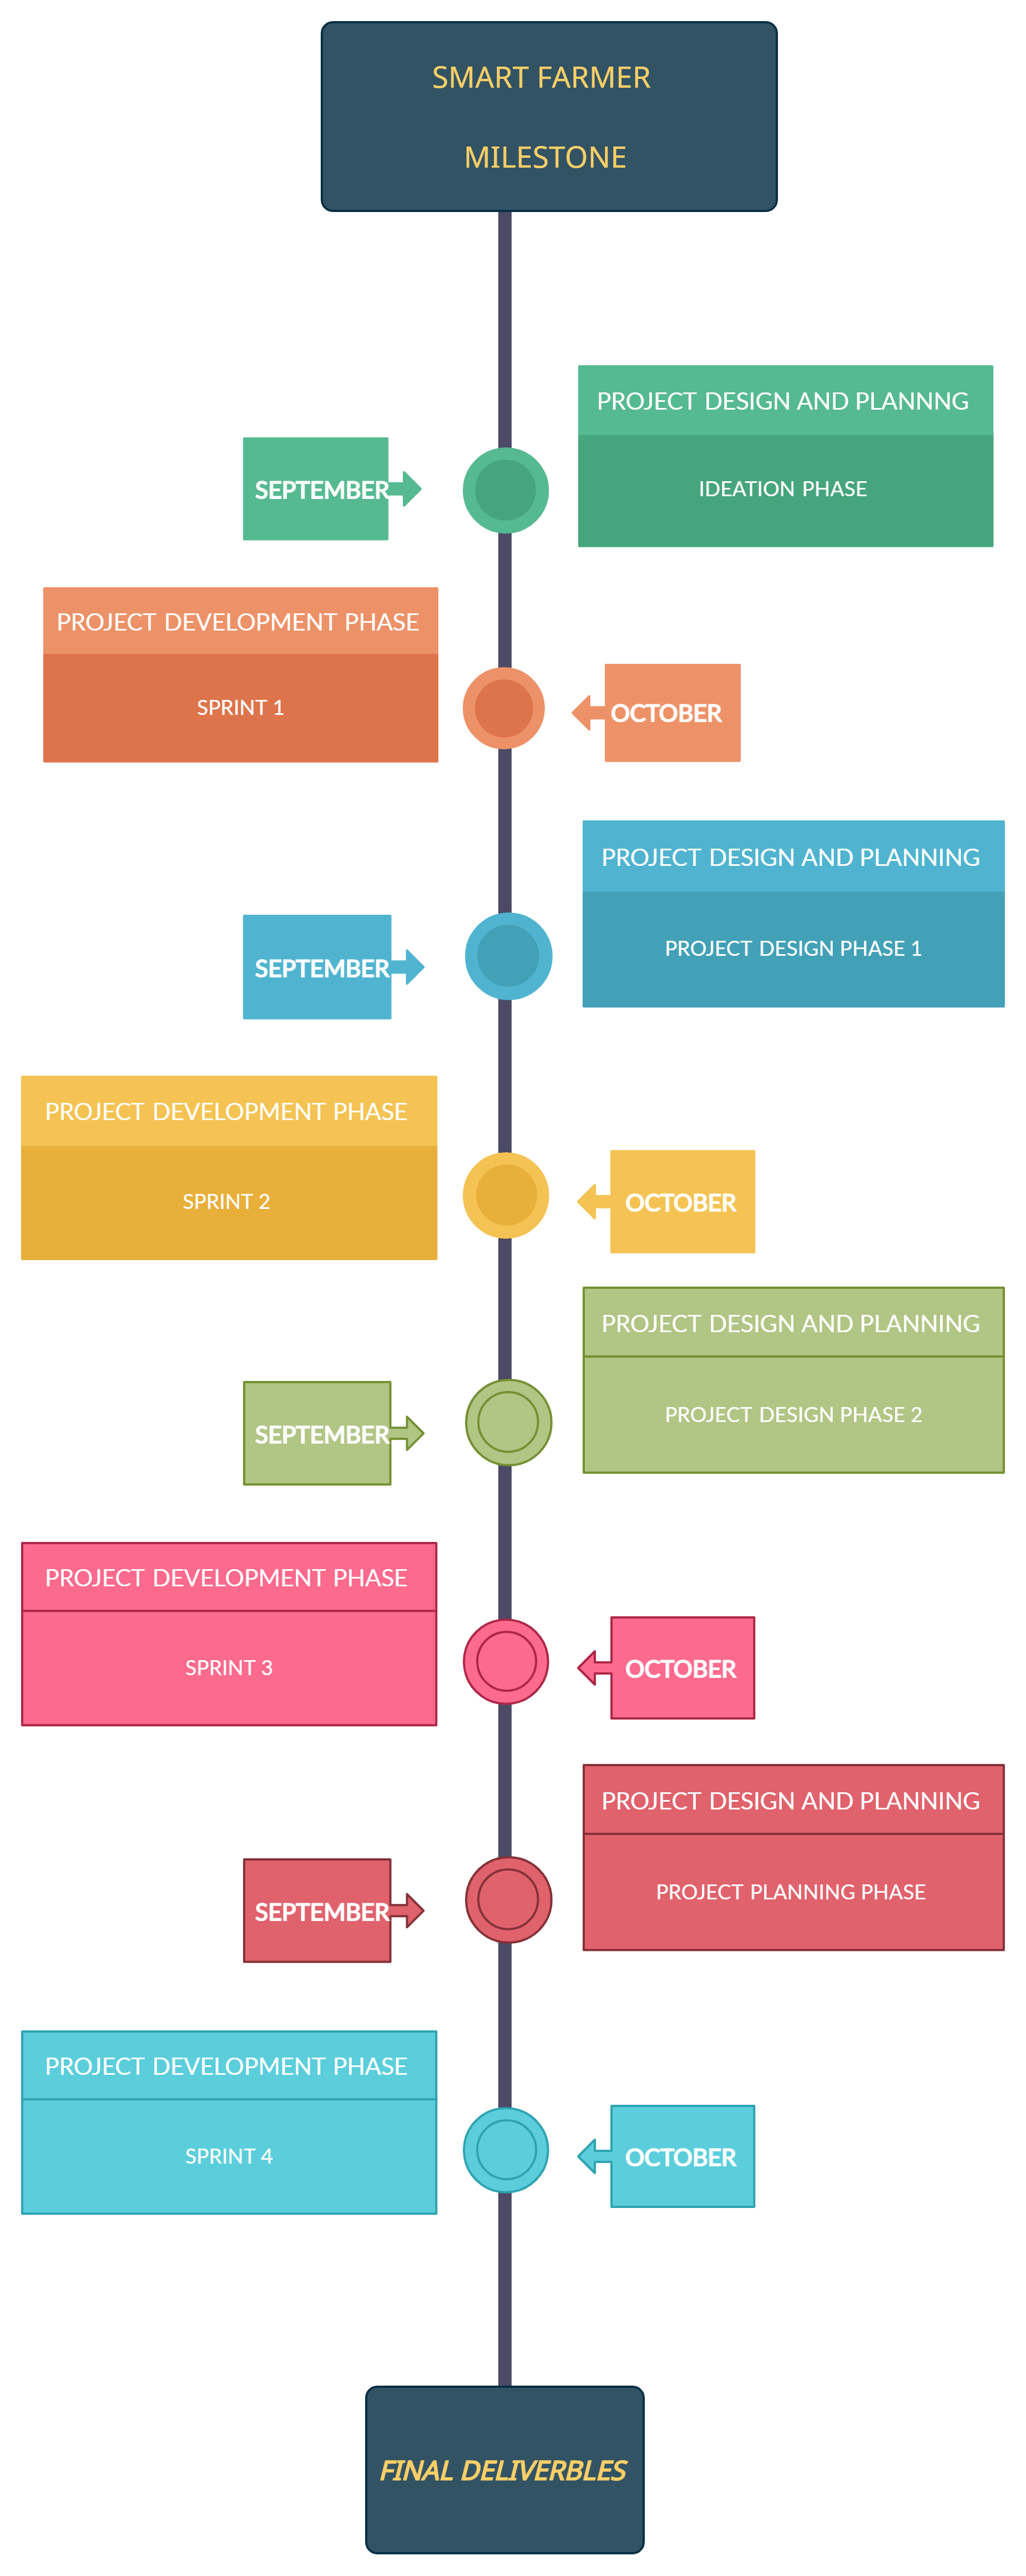 SMART FARMER
MILESTONE
PROJECT DESIGN AND PLANNNG
SEPTEMBER
IDEATION PHASE
PROJECT DEVELOPMENT PHASE
SPRINT 1
OCTOBER
PROJECT DESIGN AND PLANNING
SEPTEMBER
PROJECT DESIGN PHASE 1
PROJECT DEVELOPMENT PHASE
SPRINT 2
OCTOBER
PROJECT DESIGN AND PLANNING
SEPTEMBER
PROJECT DESIGN PHASE 2
PROJECT DEVELOPMENT PHASE
SPRINT 3
OCTOBER
PROJECT DESIGN AND PLANNING
SEPTEMBER
PROJECT PLANNING PHASE
PROJECT DEVELOPMENT PHASE
SPRINT 4
OCTOBER
FINAL DELIVERBLES